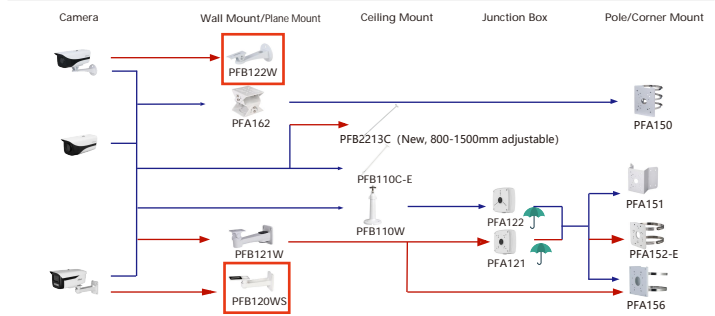 Camera
Wall Mount/Plane Mount
Ceiling Mount
Junction Box
Pole/Corner Mount
PFB122W
PFA162
PFA150
PFB2213C (New, 800-1500mm adjustable)
PFB110C-E
PFA151
PFA122
PFB110W
PFB121W
PFA121
PFA152-E
PFB120WS
PFA156